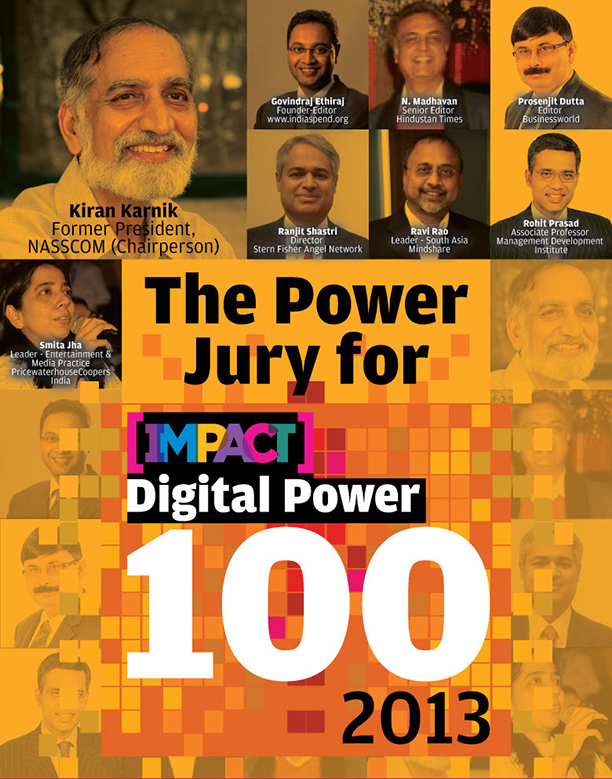 Govindraj Ethiraj
Founder-Editor
www.indiaspend.org
N. Madhavan
Senior Editor
Hindustan Times
Prosenjit Dutta
Editor
Businessworld
Kiran Karnik
Former President,
NASSCOM (Chairperson)
Ranjit Shastri
Director
Stern Fisher Angel Network
Ravi Rao
Leader - South Asia
Mindshare
Rohit Prasad
Associate Professor
Management Development
Institute
Smita Jha
Leader - Entertainment &
Media Practice
PricewaterhouseCoopers
India
The Power
Jury for
[IMPACT]
Digital Power
100
2013